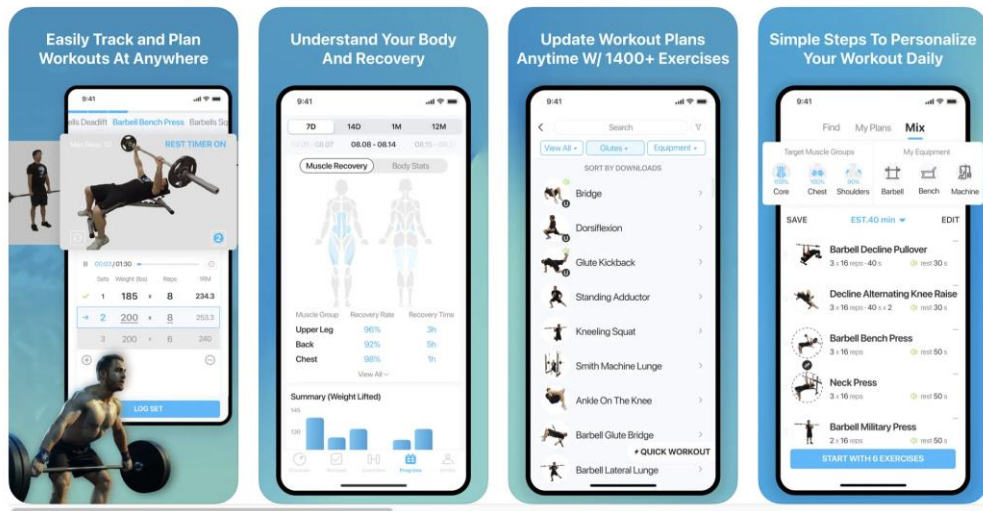 Easily Track and Plan
Workouts At Anywhere
9:41
Barbell Bench Press
REST TIMER ON
2
00:03/01:30
Sets Weight (lbs) Reps 1RM
1 185 x 8 234.3
2 200 x 8 253.3
3 200 x 6 240
LOG SET
Understand Your Body
And Recovery
9:41
7D 14D 1M 12M
08.08 - 08.14
Muscle Recovery Body Stats
Muscle Group Recovery Rate Recovery Time
Upper Leg 96% 3h
Back 92% 5h
Chest 98% 1h
View All
Summary (Weight Lifted)
145
130
Progress
Update Workout Plans
Anytime W/ 1400+ Exercises
9:41
Search
View All Glutes Equipment
SORT BY DOWNLOADS
Bridge
Dorsiflexion
Glute Kickback
Standing Adductor
Kneeling Squat
Smith Machine Lunge
Ankle On The Knee
Barbell Glute Bridge
QUICK WORKOUT
Barbell Lateral Lunge
Simple Steps To Personalize
Your Workout Daily
9:41
Find My Plans Mix
Target Muscle Groups My Equipment
100% 100% 90%
Core Chest Shoulders Barbell Bench Machine
SAVE EST.40 min EDIT
Barbell Decline Pullover
3 x 16 reps · 40 s rest 30 s
Decline Alternating Knee Raise
3 x 16 reps · 40 s x 2 rest 30 s
Barbell Bench Press
3 x 16 reps rest 50 s
Neck Press
3 x 16 reps rest 50 s
Barbell Military Press
2 x 16 reps rest 50 s
START WITH 6 EXERCISES